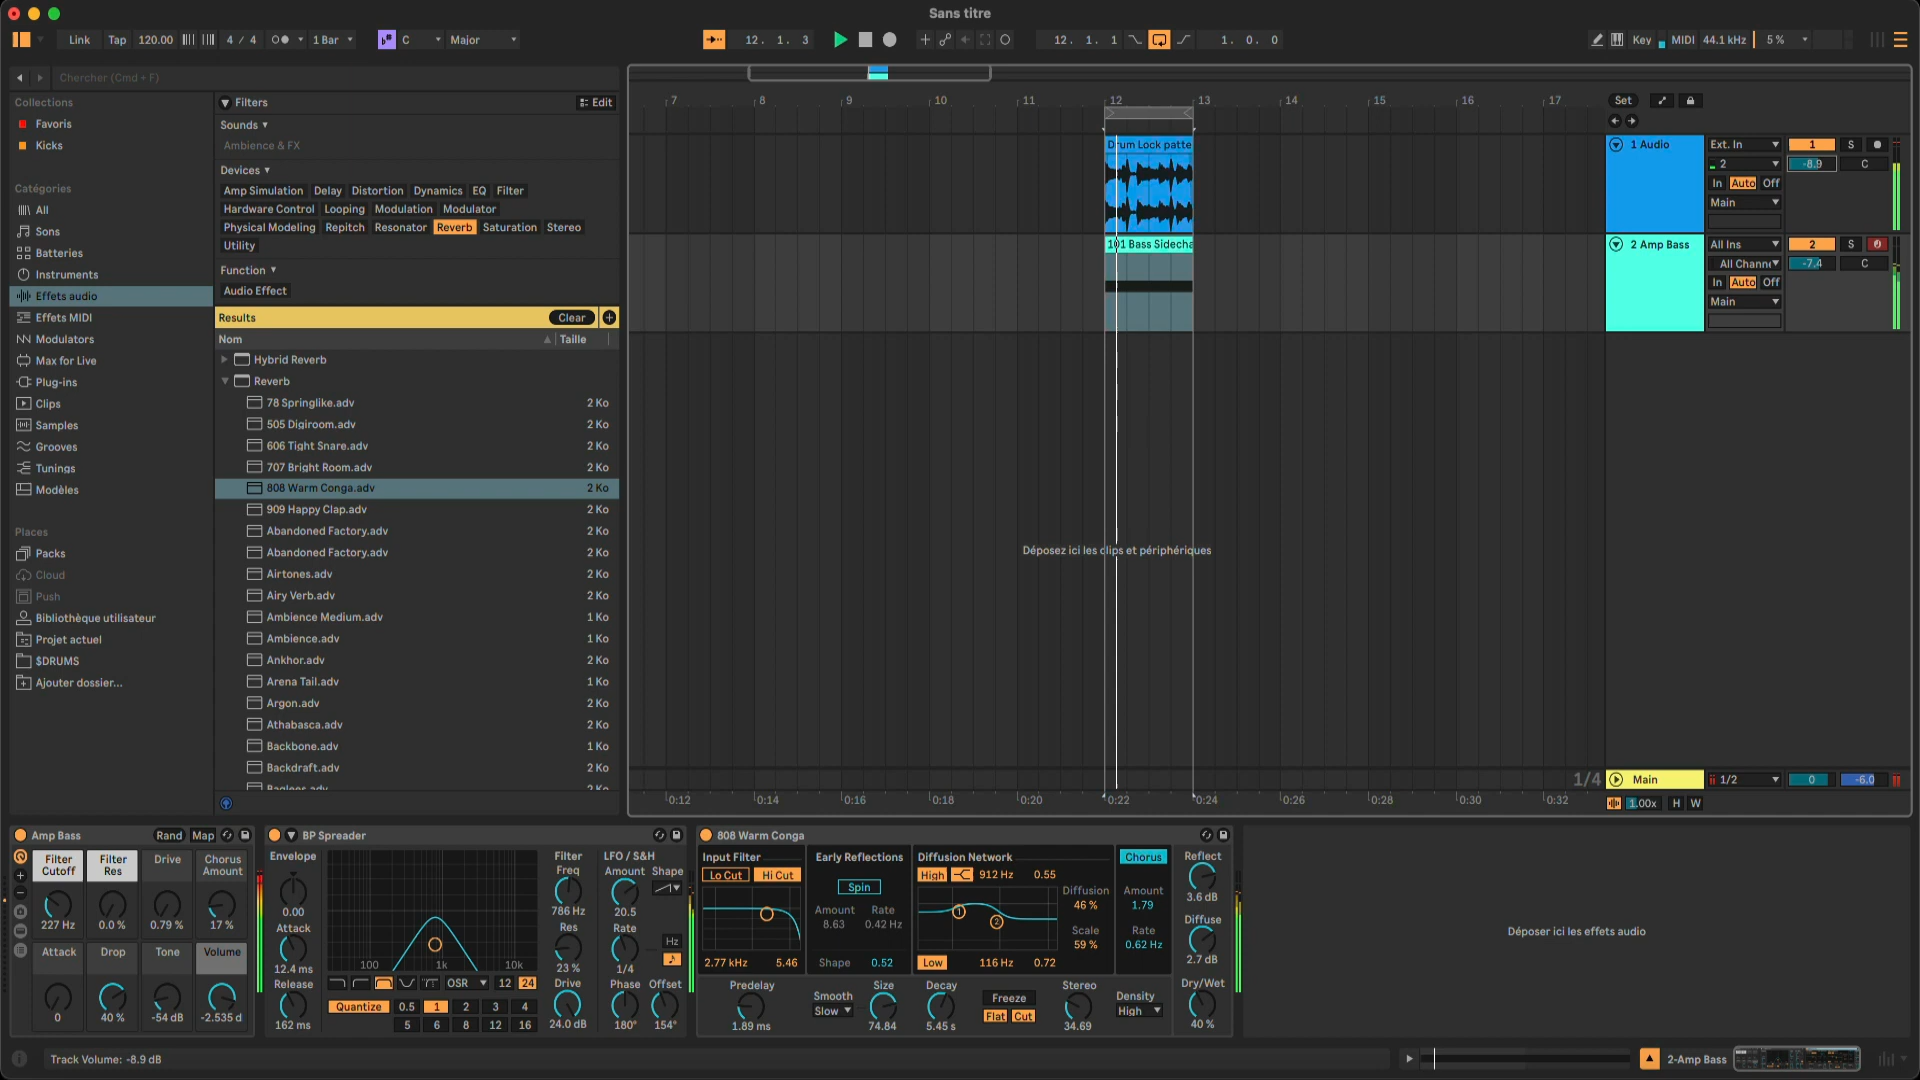 Sans titre
Link Tap 120.00 4 / 4 1 Bar C Major 12. 1. 3 12. 1. 1 1. 0. 0 Key MIDI 44.1 kHz 5 %
Chercher (Cmd + F)
Collections
Favoris
Kicks
Catégories
All
Sons
Batteries
Instruments
Effets audio
Effets MIDI
Modulators
Max for Live
Plug-ins
Clips
Samples
Grooves
Tunings
Modèles
Places
Packs
Cloud
Push
Bibliothèque utilisateur
Projet actuel
$DRUMS
Ajouter dossier...
Filters Edit
Sounds
Ambience & FX
Devices
Amp Simulation Delay Distortion Dynamics EQ Filter
Hardware Control Looping Modulation Modulator
Physical Modeling Repitch Resonator Reverb Saturation Stereo
Utility
Function
Audio Effect
Results Clear
Nom Taille
Hybrid Reverb
Reverb
78 Springlike.adv 2 Ko
505 Digiroom.adv 2 Ko
606 Tight Snare.adv 2 Ko
707 Bright Room.adv 2 Ko
808 Warm Conga.adv 2 Ko
909 Happy Clap.adv 2 Ko
Abandoned Factory.adv 2 Ko
Abandoned Factory.adv 2 Ko
Airtones.adv 2 Ko
Airy Verb.adv 2 Ko
Ambience Medium.adv 1 Ko
Ambience.adv 1 Ko
Ankhor.adv 2 Ko
Arena Tail.adv 1 Ko
Argon.adv 2 Ko
Athabasca.adv 2 Ko
Backbone.adv 1 Ko
Backdraft.adv 2 Ko
7 8 9 10 11 12 13 14 15 16 17
Set
Drum Lock patte
101 Bass Sidecha
Déposez ici les clips et périphériques
1 Audio Ext. In 1 S
2 -8.9 C
In Auto Off
Main
2 Amp Bass All Ins 2 S
All Channe -7.4 C
In Auto Off
Main
1/4 Main 1/2 0 -6.0
0:12 0:14 0:16 0:18 0:20 0:22 0:24 0:26 0:28 0:30 0:32
1.00x H W
Amp Bass Rand Map
Filter Cutoff Filter Res Drive Chorus Amount
227 Hz 0.0 % 0.79 % 17 %
Attack Drop Tone Volume
0 40 % -54 dB -2.535 d
BP Spreader
Envelope
0.00
Attack
12.4 ms
Release
162 ms
100 1k 10k
OSR 12 24
Quantize 0.5 1 2 3 4
5 6 8 12 16
Filter
Freq
786 Hz
Res
23 %
Drive
24.0 dB
LFO / S&H
Amount Shape
20.5
Rate
Hz
1/4
Phase Offset
180° 154°
808 Warm Conga
Input Filter
Lo Cut Hi Cut
2.77 kHz 5.46
Early Reflections
Spin
Amount Rate
8.63 0.42 Hz
Shape 0.52
Diffusion Network
High 912 Hz 0.55
1
2
Diffusion
46 %
Scale
59 %
Low 116 Hz 0.72
Chorus
Amount
1.79
Rate
0.62 Hz
Reflect
3.6 dB
Diffuse
2.7 dB
Dry/Wet
40 %
Predelay
1.89 ms
Smooth
Slow
Size
74.84
Decay
5.45 s
Freeze
Flat Cut
Stereo
34.69
Density
High
Déposer ici les effets audio
Track Volume: -8.9 dB
2-Amp Bass